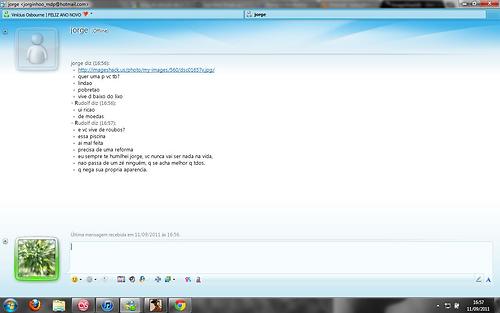 jorge <jorginhoo_mdp@hotmail.com>
Vinícius Osbourne | FELIZ ANO NOVO
jorge
jorge (Offline)
jorge diz (16:56):
http://imageshack.us/photo/my-images/560/dsc01657v.jpg/
quer uma p vc tb?
lindao
pobretao
vive d baixo do lixo
Rudolf diz (16:56):
ui ricao
de moedas
Rudolf diz (16:57):
e vc vive de roubos?
essa piscina
ai mal feita
precisa de uma reforma
eu sempre te humilhei jorge, vc nunca vai ser nada na vida,
nao passa de um zé ninguém, q se acha melhor q tdos.
q nega sua propria aparencia.
Última mensagem recebida em 11/09/2011 às 16:56.
A
16:57
11/09/2011